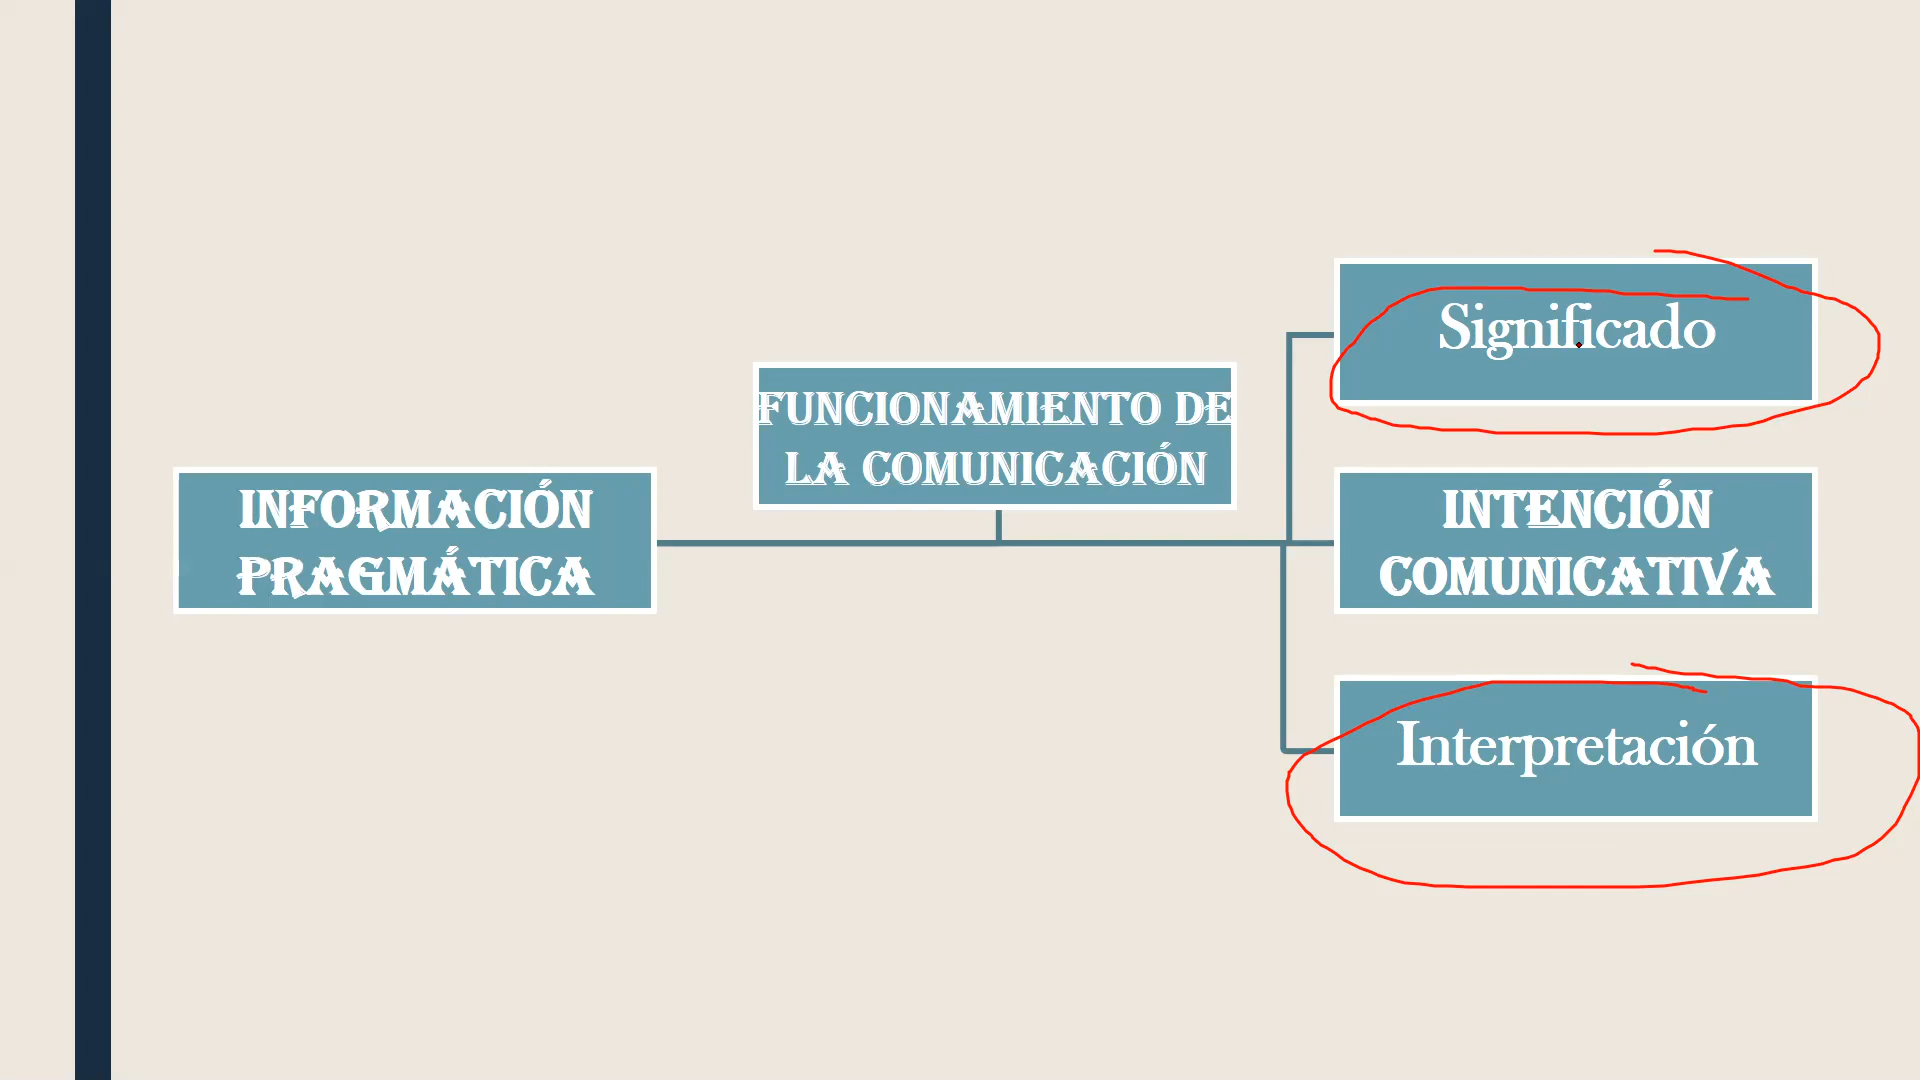 INFORMACIÓN
PRAGMÁTICA
FUNCIONAMIENTO DE
LA COMUNICACIÓN
Significado
INTENCIÓN
COMUNICATIVA
Interpretación